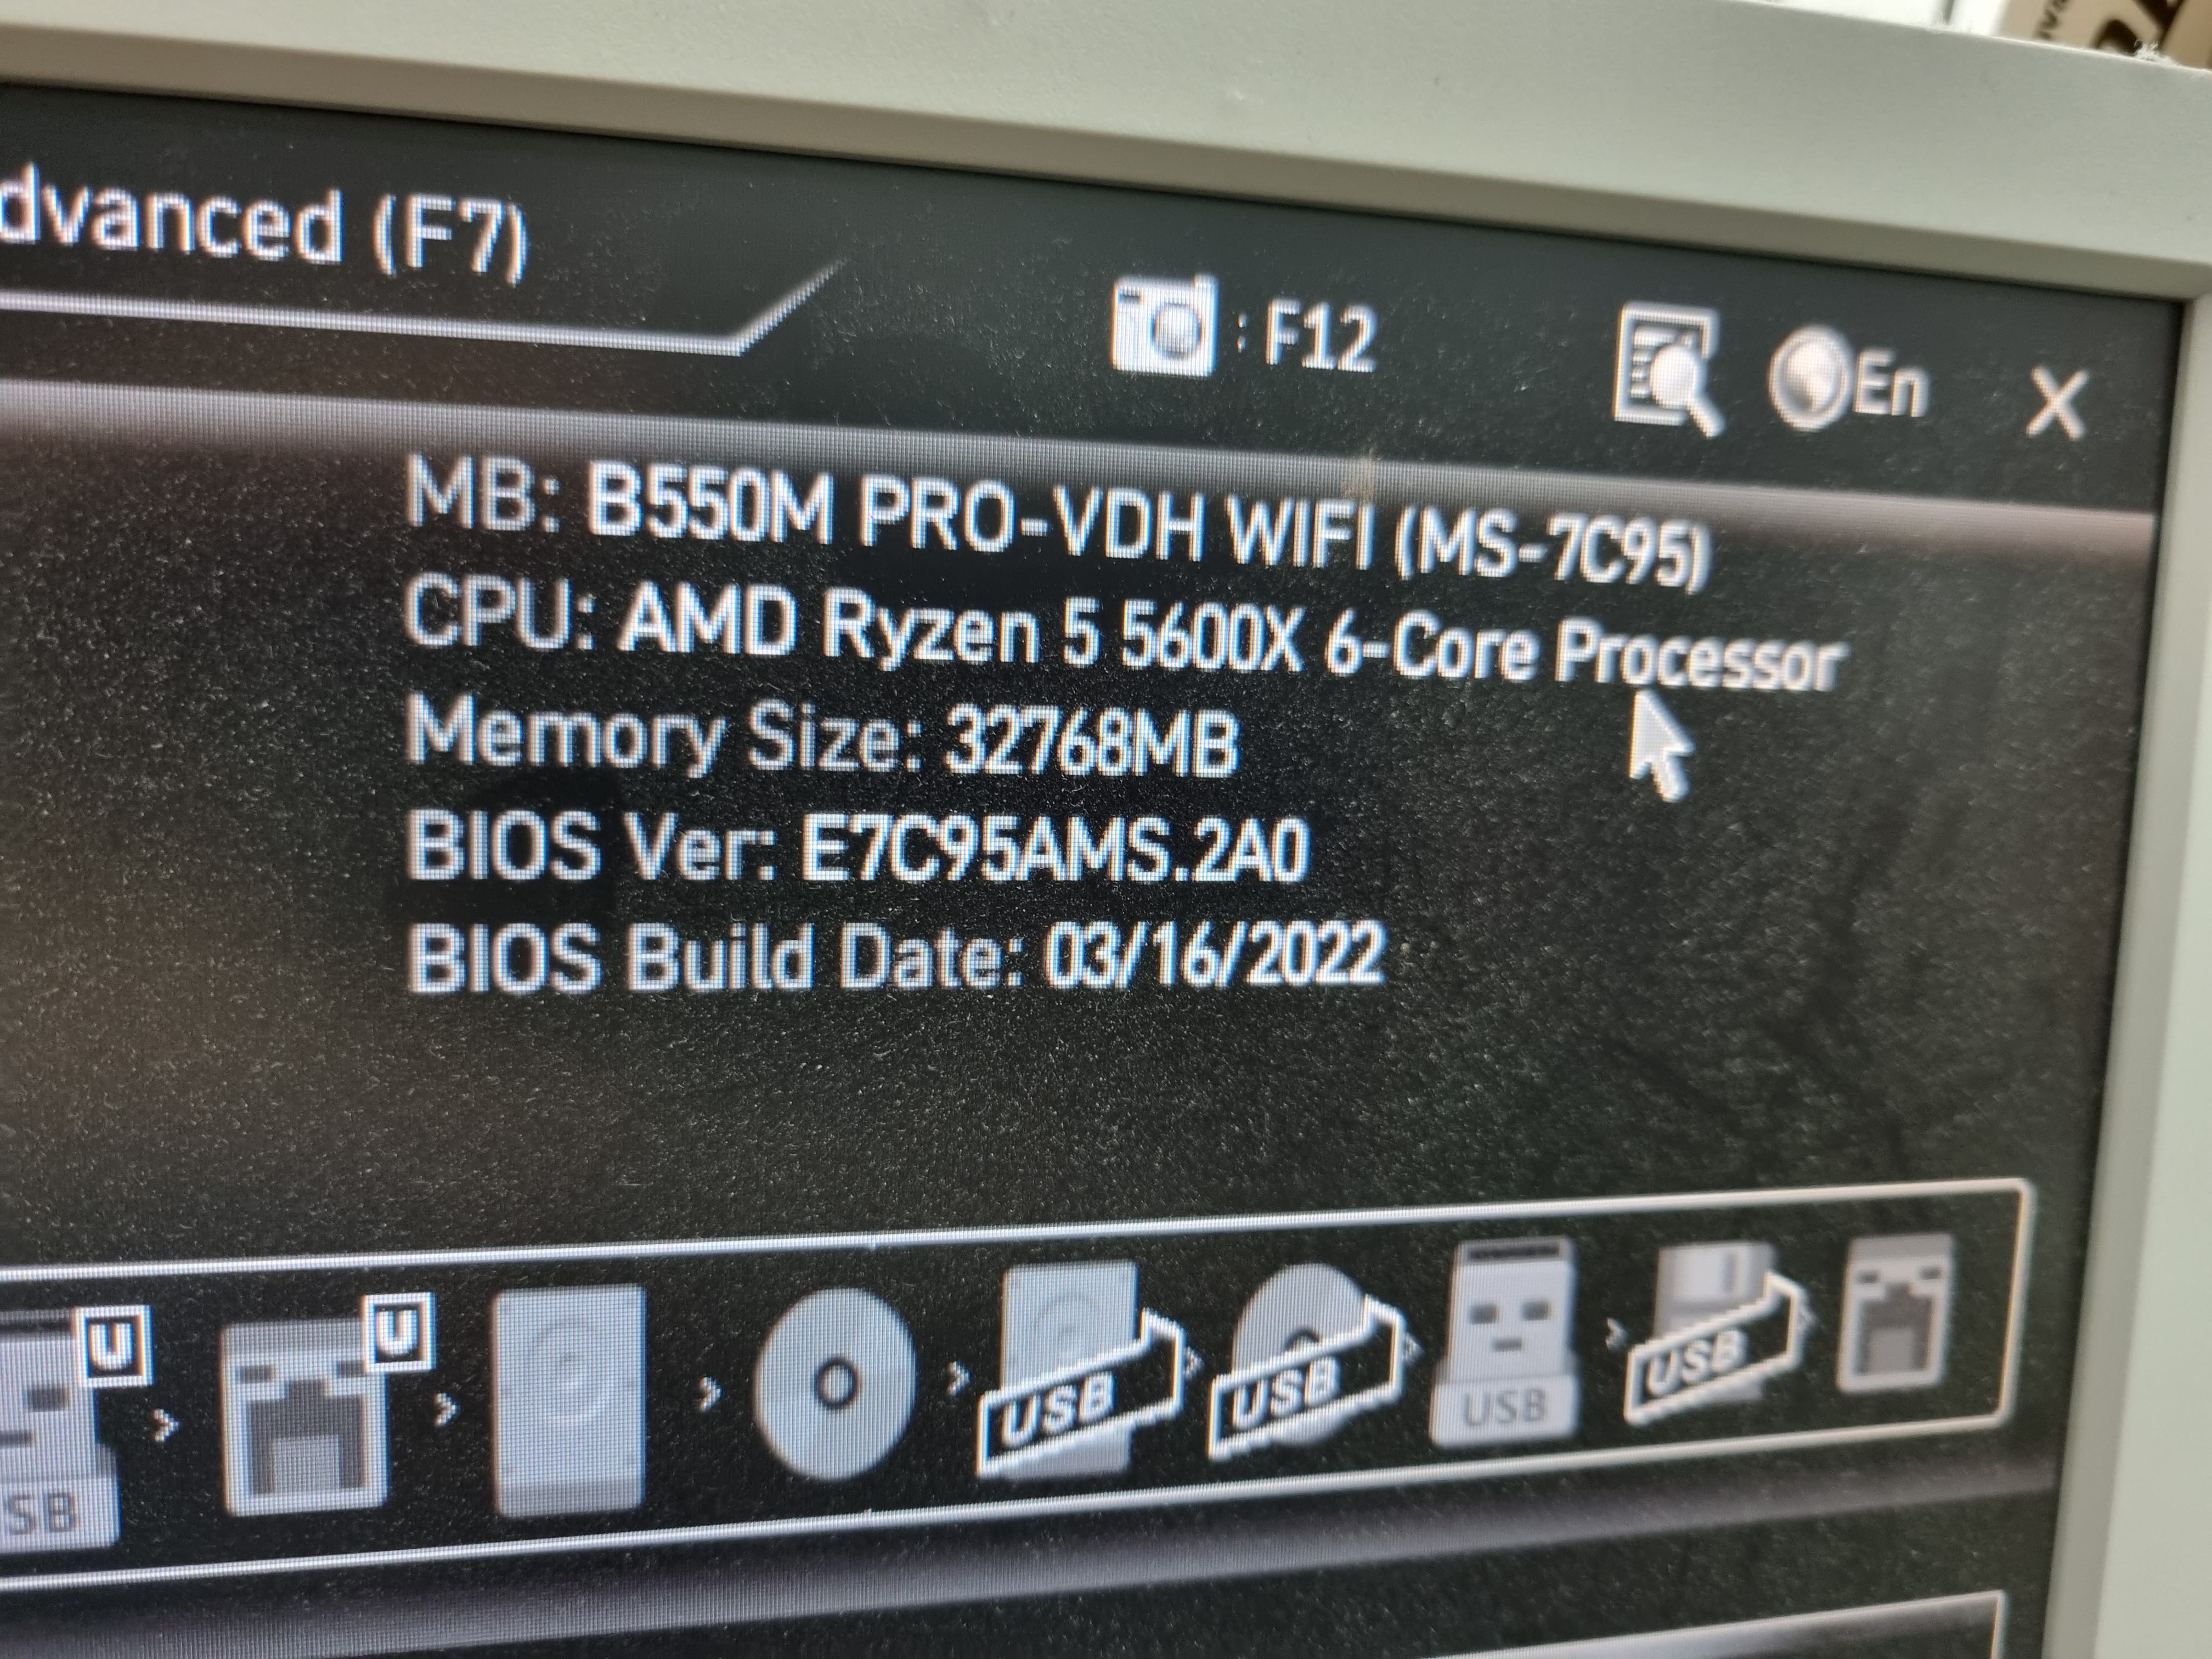 dvanced (F7)
: F12
En
X
MB: B550M PRO-VDH WIFI (MS-7C95)
CPU: AMD Ryzen 5 5600X 6-Core Processor
Memory Size: 32768MB
BIOS Ver: E7C95AMS.2A0
BIOS Build Date: 03/16/2022
U
U
SB
USB
USB
USB
USB